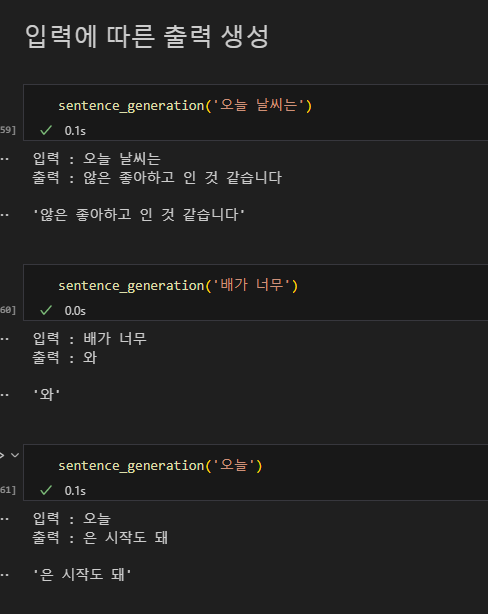 입력에 따른 출력 생성
sentence_generation('오늘 날씨는')
59]
0.1s
입력 : 오늘 날씨는
출력 : 않은 좋아하고 인 것 같습니다
'않은 좋아하고 인 것 같습니다'
sentence_generation('배가 너무')
60]
0.0s
입력 : 배가 너무
출력 : 와
'와'
sentence_generation('오늘')
61]
0.1s
입력 : 오늘
출력 : 은 시작도 돼
'은 시작도 돼'